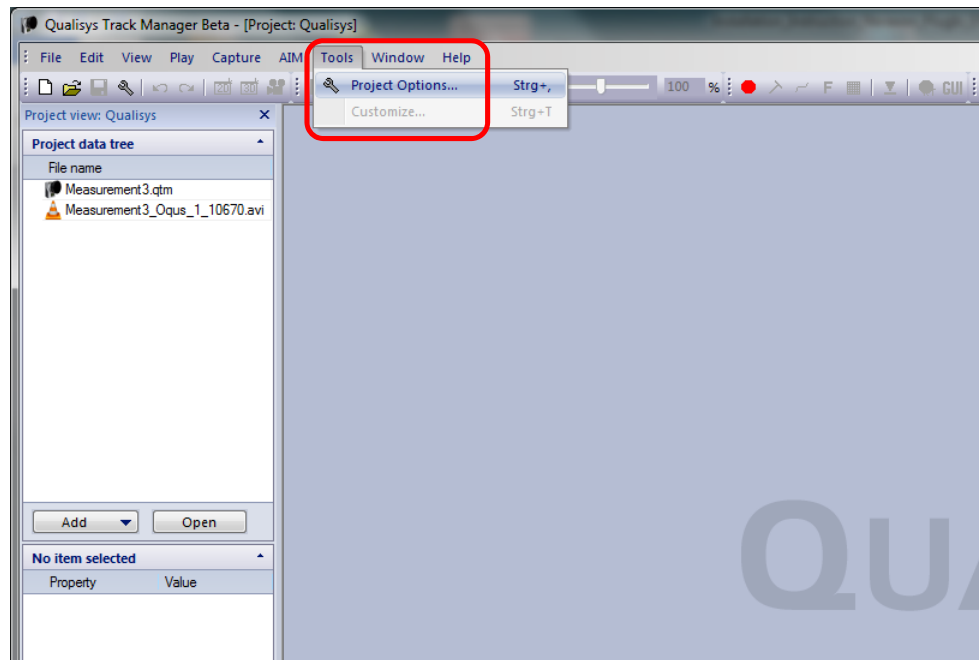 Qualisys Track Manager Beta - [Project: Qualisys]
File Edit View Play Capture AIM Tools Window Help
Project Options... Strg+,
100 %
F
GUI
Customize... Strg+T
Project view: Qualisys
Project data tree
File name
Measurement3.qtm
Measurement3_Oqus_1_10670.avi
Add Open
No item selected
Property Value